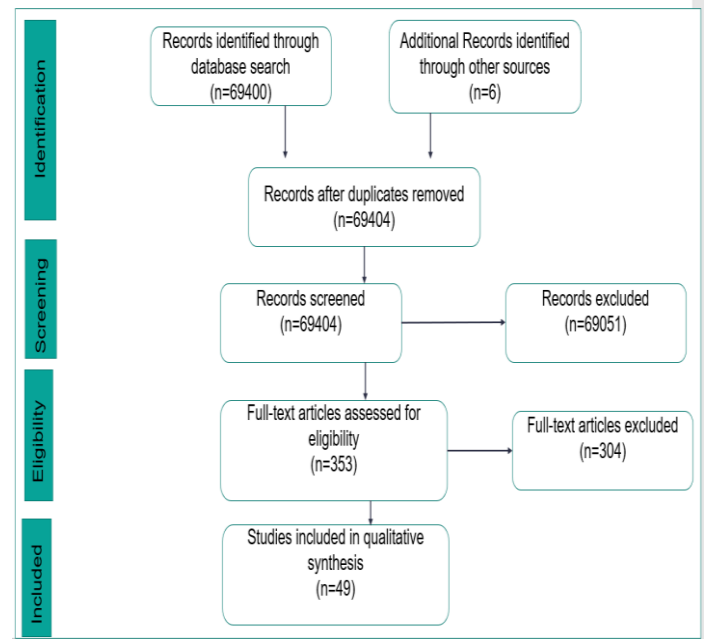 Identification
Records identified through
database search
(n=69400)
Additional Records identified
through other sources
(n=6)
Records after duplicates removed
(n=69404)
Screening
Records screened
(n=69404)
Records excluded
(n=69051)
Eligibility
Full-text articles assessed for
eligibility
(n=353)
Full-text articles excluded
(n=304)
Included
Studies included in qualitative
synthesis
(n=49)